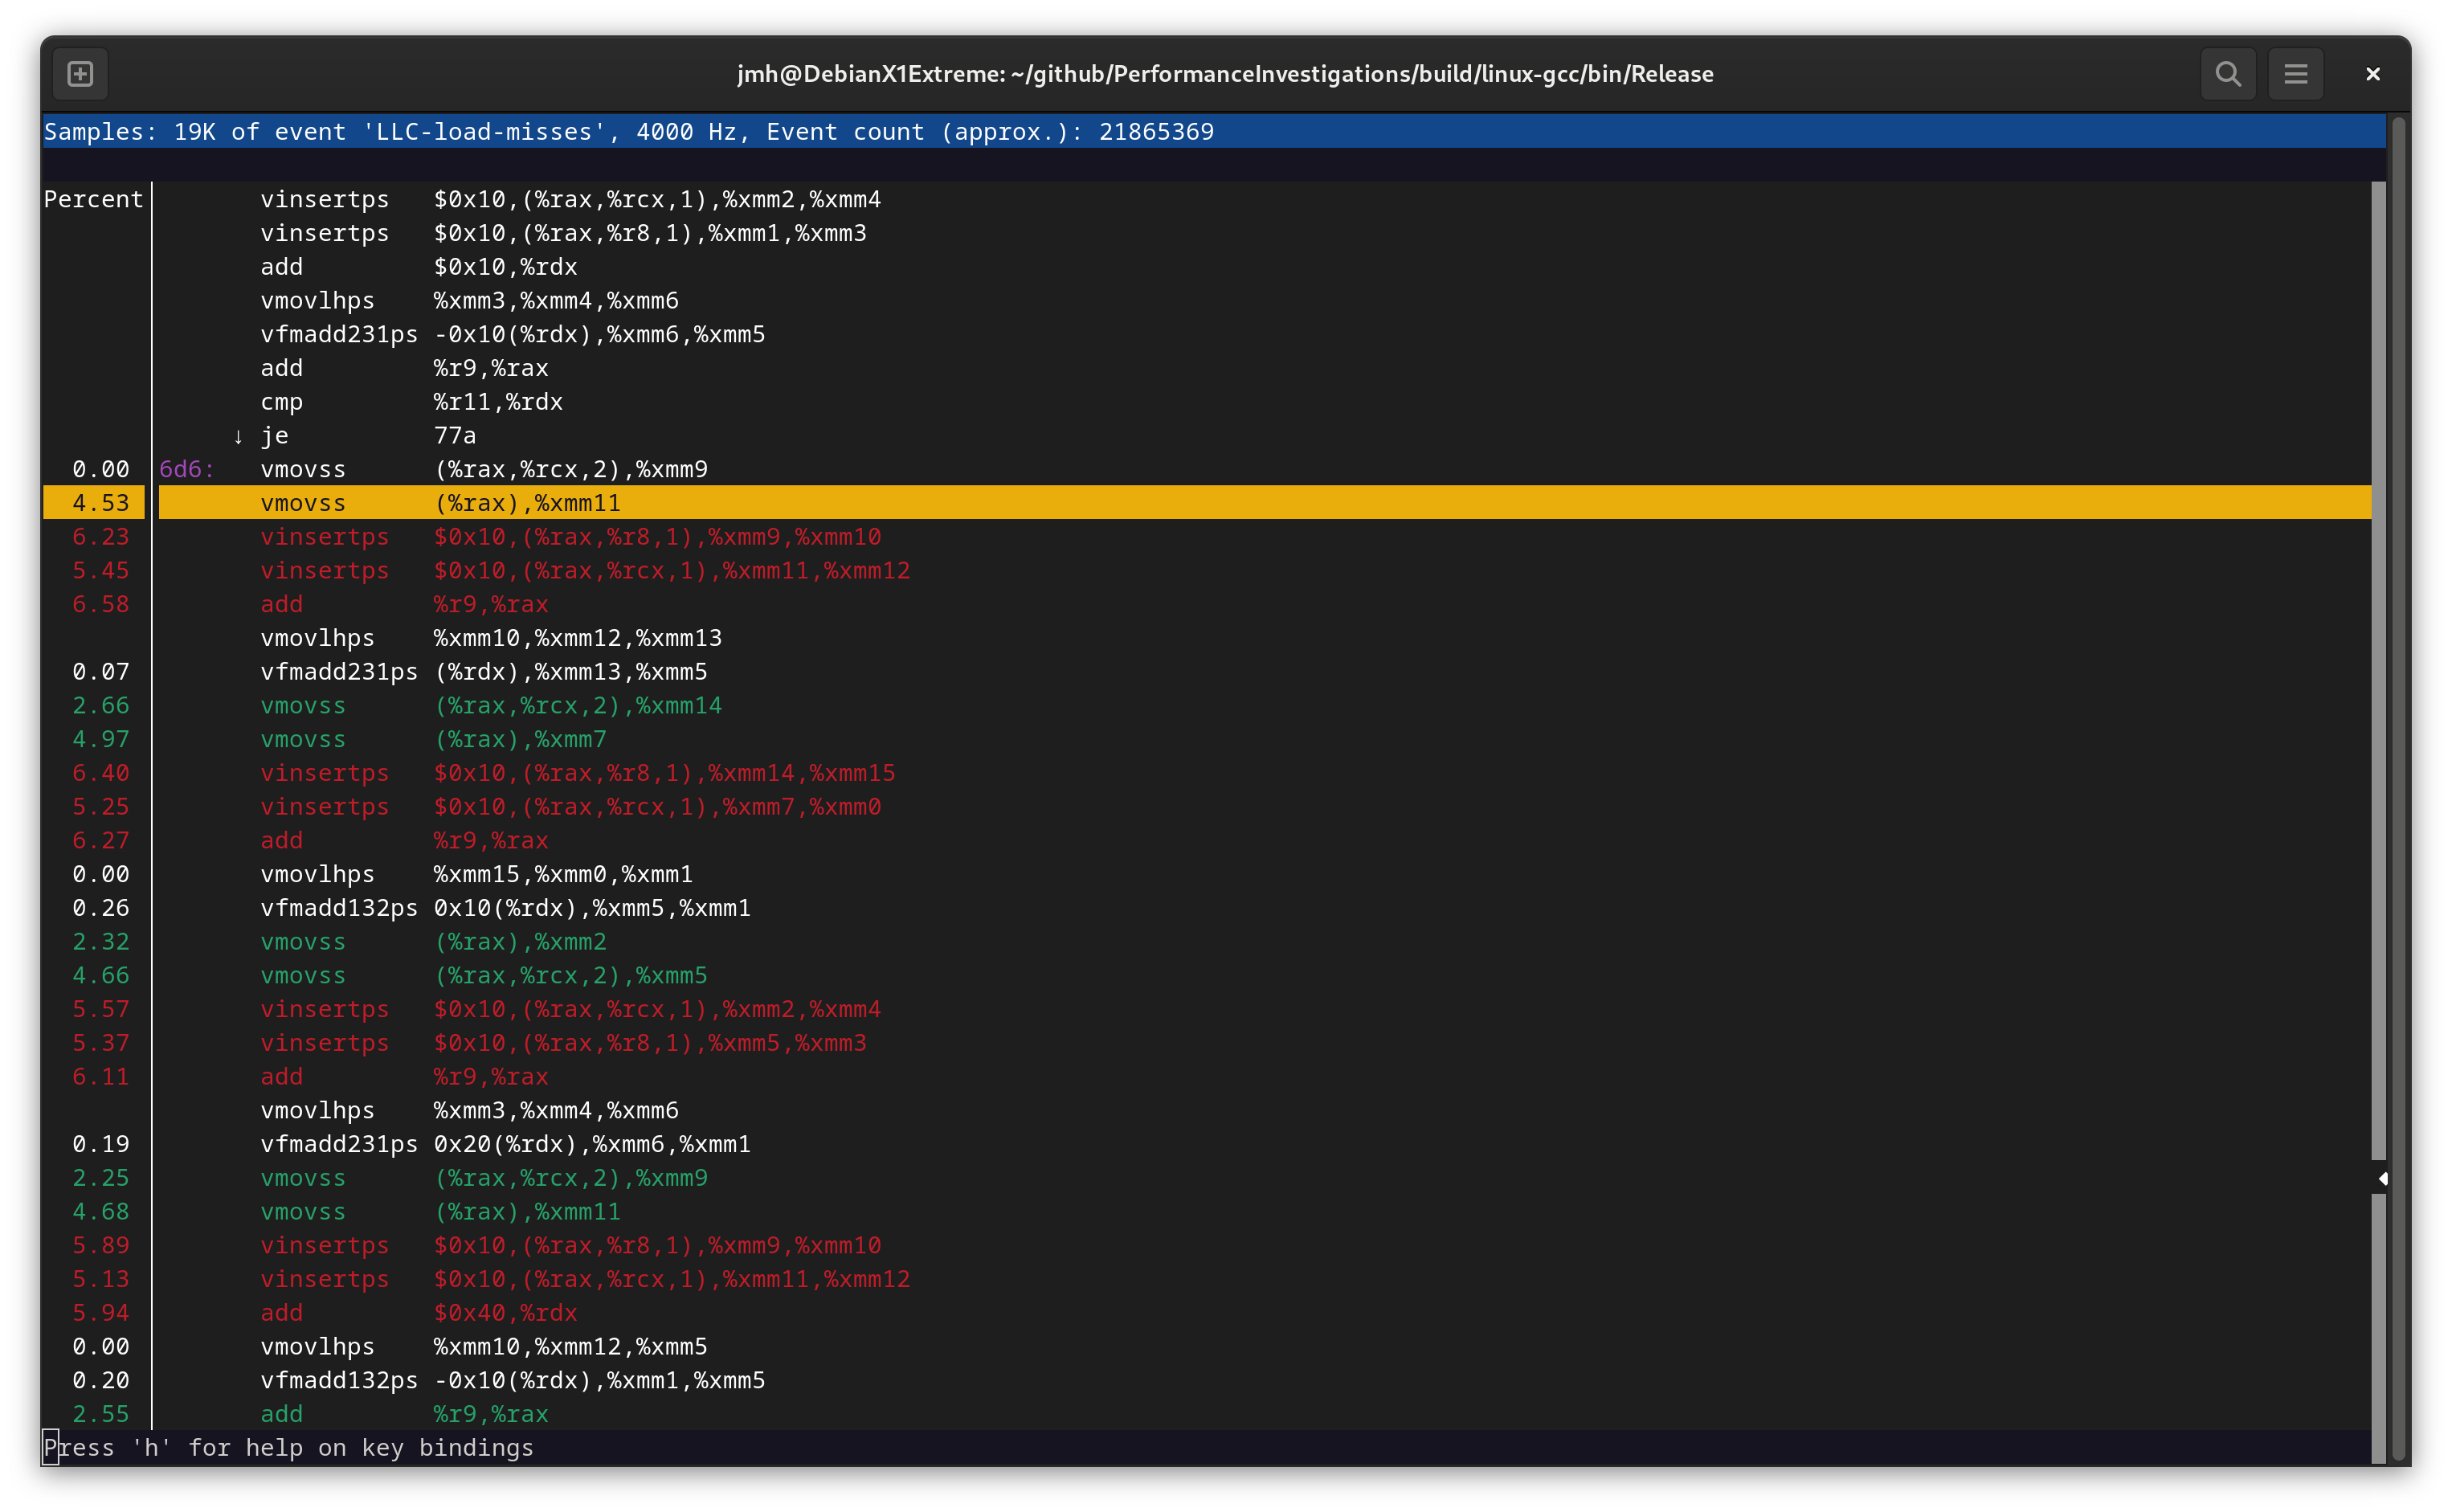 jmh@DebianX1Extreme: ~/github/PerformanceInvestigations/build/linux-gcc/bin/Release
Samples: 19K of event 'LLC-load-misses', 4000 Hz, Event count (approx.): 21865369
Percent vinsertps $0x10,(%rax,%rcx,1),%xmm2,%xmm4
vinsertps $0x10,(%rax,%r8,1),%xmm1,%xmm3
add $0x10,%rdx
vmovlhps %xmm3,%xmm4,%xmm6
vfmadd231ps -0x10(%rdx),%xmm6,%xmm5
add %r9,%rax
cmp %r11,%rdx
↓ je 77a
0.00 6d6: vmovss (%rax,%rcx,2),%xmm9
4.53 vmovss (%rax),%xmm11
6.23 vinsertps $0x10,(%rax,%r8,1),%xmm9,%xmm10
5.45 vinsertps $0x10,(%rax,%rcx,1),%xmm11,%xmm12
6.58 add %r9,%rax
vmovlhps %xmm10,%xmm12,%xmm13
0.07 vfmadd231ps (%rdx),%xmm13,%xmm5
2.66 vmovss (%rax,%rcx,2),%xmm14
4.97 vmovss (%rax),%xmm7
6.40 vinsertps $0x10,(%rax,%r8,1),%xmm14,%xmm15
5.25 vinsertps $0x10,(%rax,%rcx,1),%xmm7,%xmm0
6.27 add %r9,%rax
0.00 vmovlhps %xmm15,%xmm0,%xmm1
0.26 vfmadd132ps 0x10(%rdx),%xmm5,%xmm1
2.32 vmovss (%rax),%xmm2
4.66 vmovss (%rax,%rcx,2),%xmm5
5.57 vinsertps $0x10,(%rax,%rcx,1),%xmm2,%xmm4
5.37 vinsertps $0x10,(%rax,%r8,1),%xmm5,%xmm3
6.11 add %r9,%rax
vmovlhps %xmm3,%xmm4,%xmm6
0.19 vfmadd231ps 0x20(%rdx),%xmm6,%xmm1
2.25 vmovss (%rax,%rcx,2),%xmm9
4.68 vmovss (%rax),%xmm11
5.89 vinsertps $0x10,(%rax,%r8,1),%xmm9,%xmm10
5.13 vinsertps $0x10,(%rax,%rcx,1),%xmm11,%xmm12
5.94 add $0x40,%rdx
0.00 vmovlhps %xmm10,%xmm12,%xmm5
0.20 vfmadd132ps -0x10(%rdx),%xmm1,%xmm5
2.55 add %r9,%rax
Press 'h' for help on key bindings